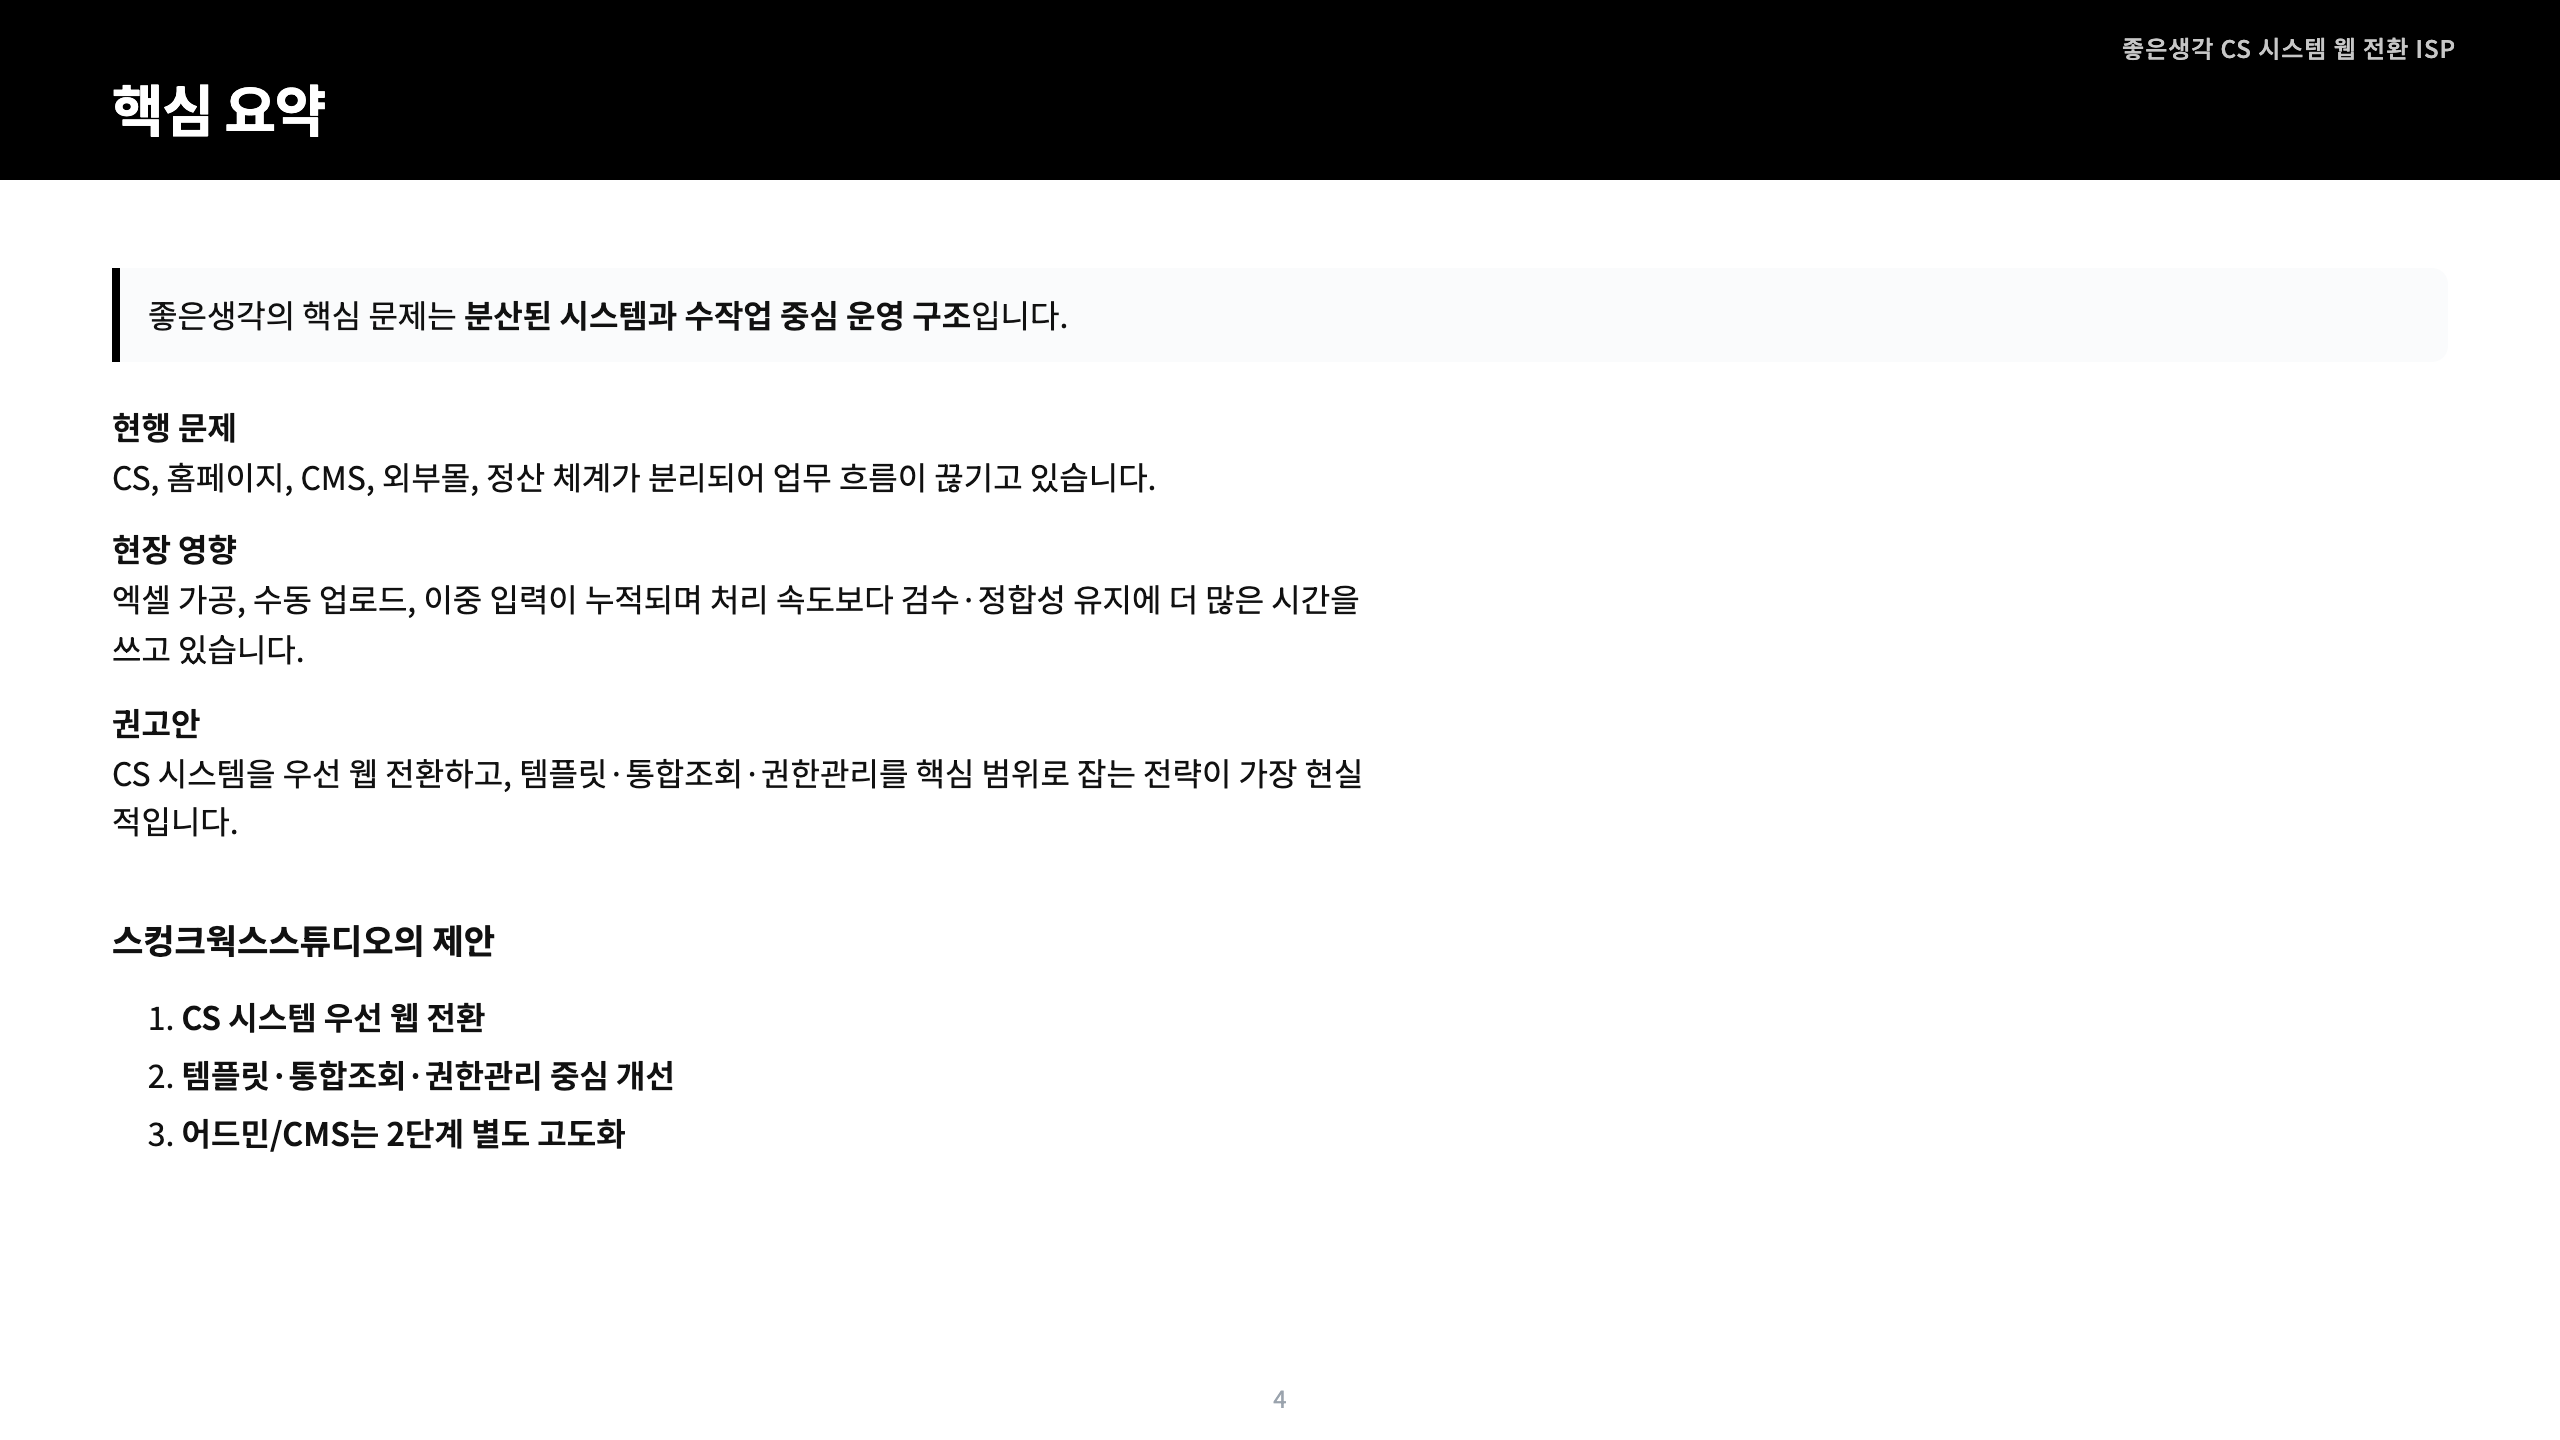 좋은생각 CS 시스템 웹 전환 ISP
핵심 요약
좋은생각의 핵심 문제는 분산된 시스템과 수작업 중심 운영 구조입니다.
현행 문제
CS, 홈페이지, CMS, 외부몰, 정산 체계가 분리되어 업무 흐름이 끊기고 있습니다.
현장 영향
엑셀 가공, 수동 업로드, 이중 입력이 누적되며 처리 속도보다 검수·정합성 유지에 더 많은 시간을
쓰고 있습니다.
권고안
CS 시스템을 우선 웹 전환하고, 템플릿·통합조회·권한관리를 핵심 범위로 잡는 전략이 가장 현실
적입니다.
스컹크웍스스튜디오의 제안
1. CS 시스템 우선 웹 전환
2. 템플릿·통합조회·권한관리 중심 개선
3. 어드민/CMS는 2단계 별도 고도화
4